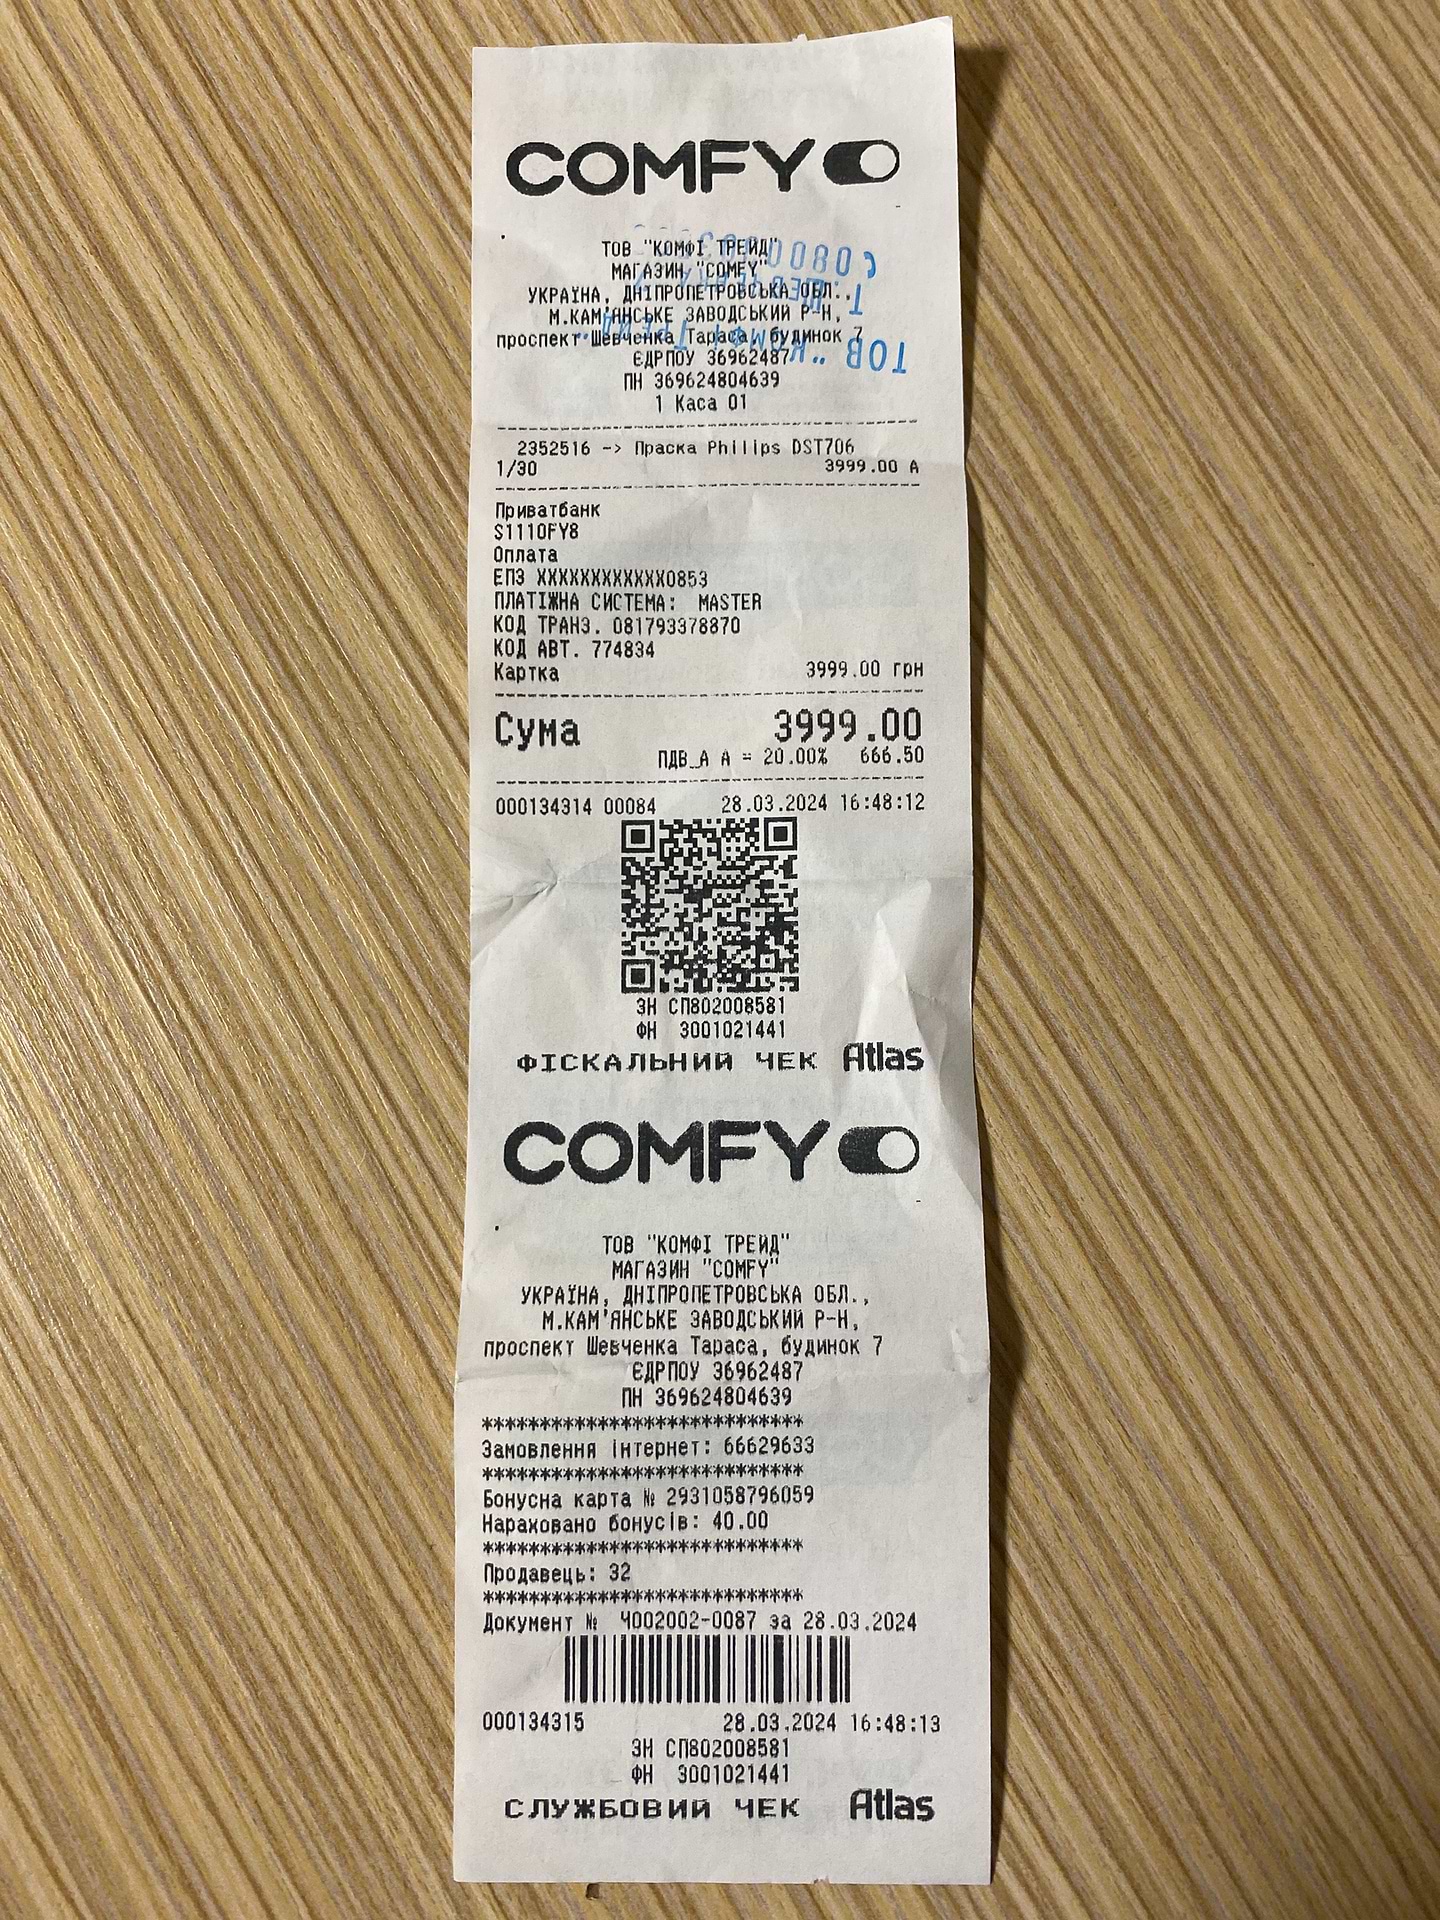 COMFY
ТОВ "КОМФІ ТРЕЙД"
МАГАЗИН "COMFY"
УКРАЇНА, ДНІПРОПЕТРОВСЬКА ОБЛ.,
М.КАМ'ЯНСЬКЕ ЗАВОДСЬКИЙ Р-Н,
проспект Шевченка Тараса, будинок 7
ЄДРПОУ 36962487
ПН 369624804639
1 Каса 01
ТОВ "КОМФІ ТРЕЙД"
2352516 -> Праска Philips DST706
1/30 3999.00 А
Приватбанк
S1110FY8
Оплата
ЕПЗ XXXXXXXXXXXX0853
ПЛАТІЖНА СИСТЕМА: MASTER
КОД ТРАНЗ. 081793378870
КОД АВТ. 774834
Картка 3999.00 грн
Сума 3999.00
ПДВ_А А = 20.00% 666.50
000134314 00084 28.03.2024 16:48:12
ЗН СП802008581
ФН 3001021441
ФІСКАЛЬНИЙ ЧЕК Atlas
COMFY
ТОВ "КОМФІ ТРЕЙД"
МАГАЗИН "COMFY"
УКРАЇНА, ДНІПРОПЕТРОВСЬКА ОБЛ.,
М.КАМ'ЯНСЬКЕ ЗАВОДСЬКИЙ Р-Н,
проспект Шевченка Тараса, будинок 7
ЄДРПОУ 36962487
ПН 369624804639
****************************
Замовлення інтернет: 66629633
****************************
Бонусна карта № 2931058796059
Нараховано бонусів: 40.00
****************************
Продавець: 32
****************************
Документ № Ч002002-0087 за 28.03.2024
000134315 28.03.2024 16:48:13
ЗН СП802008581
ФН 3001021441
СЛУЖБОВИЙ ЧЕК Atlas